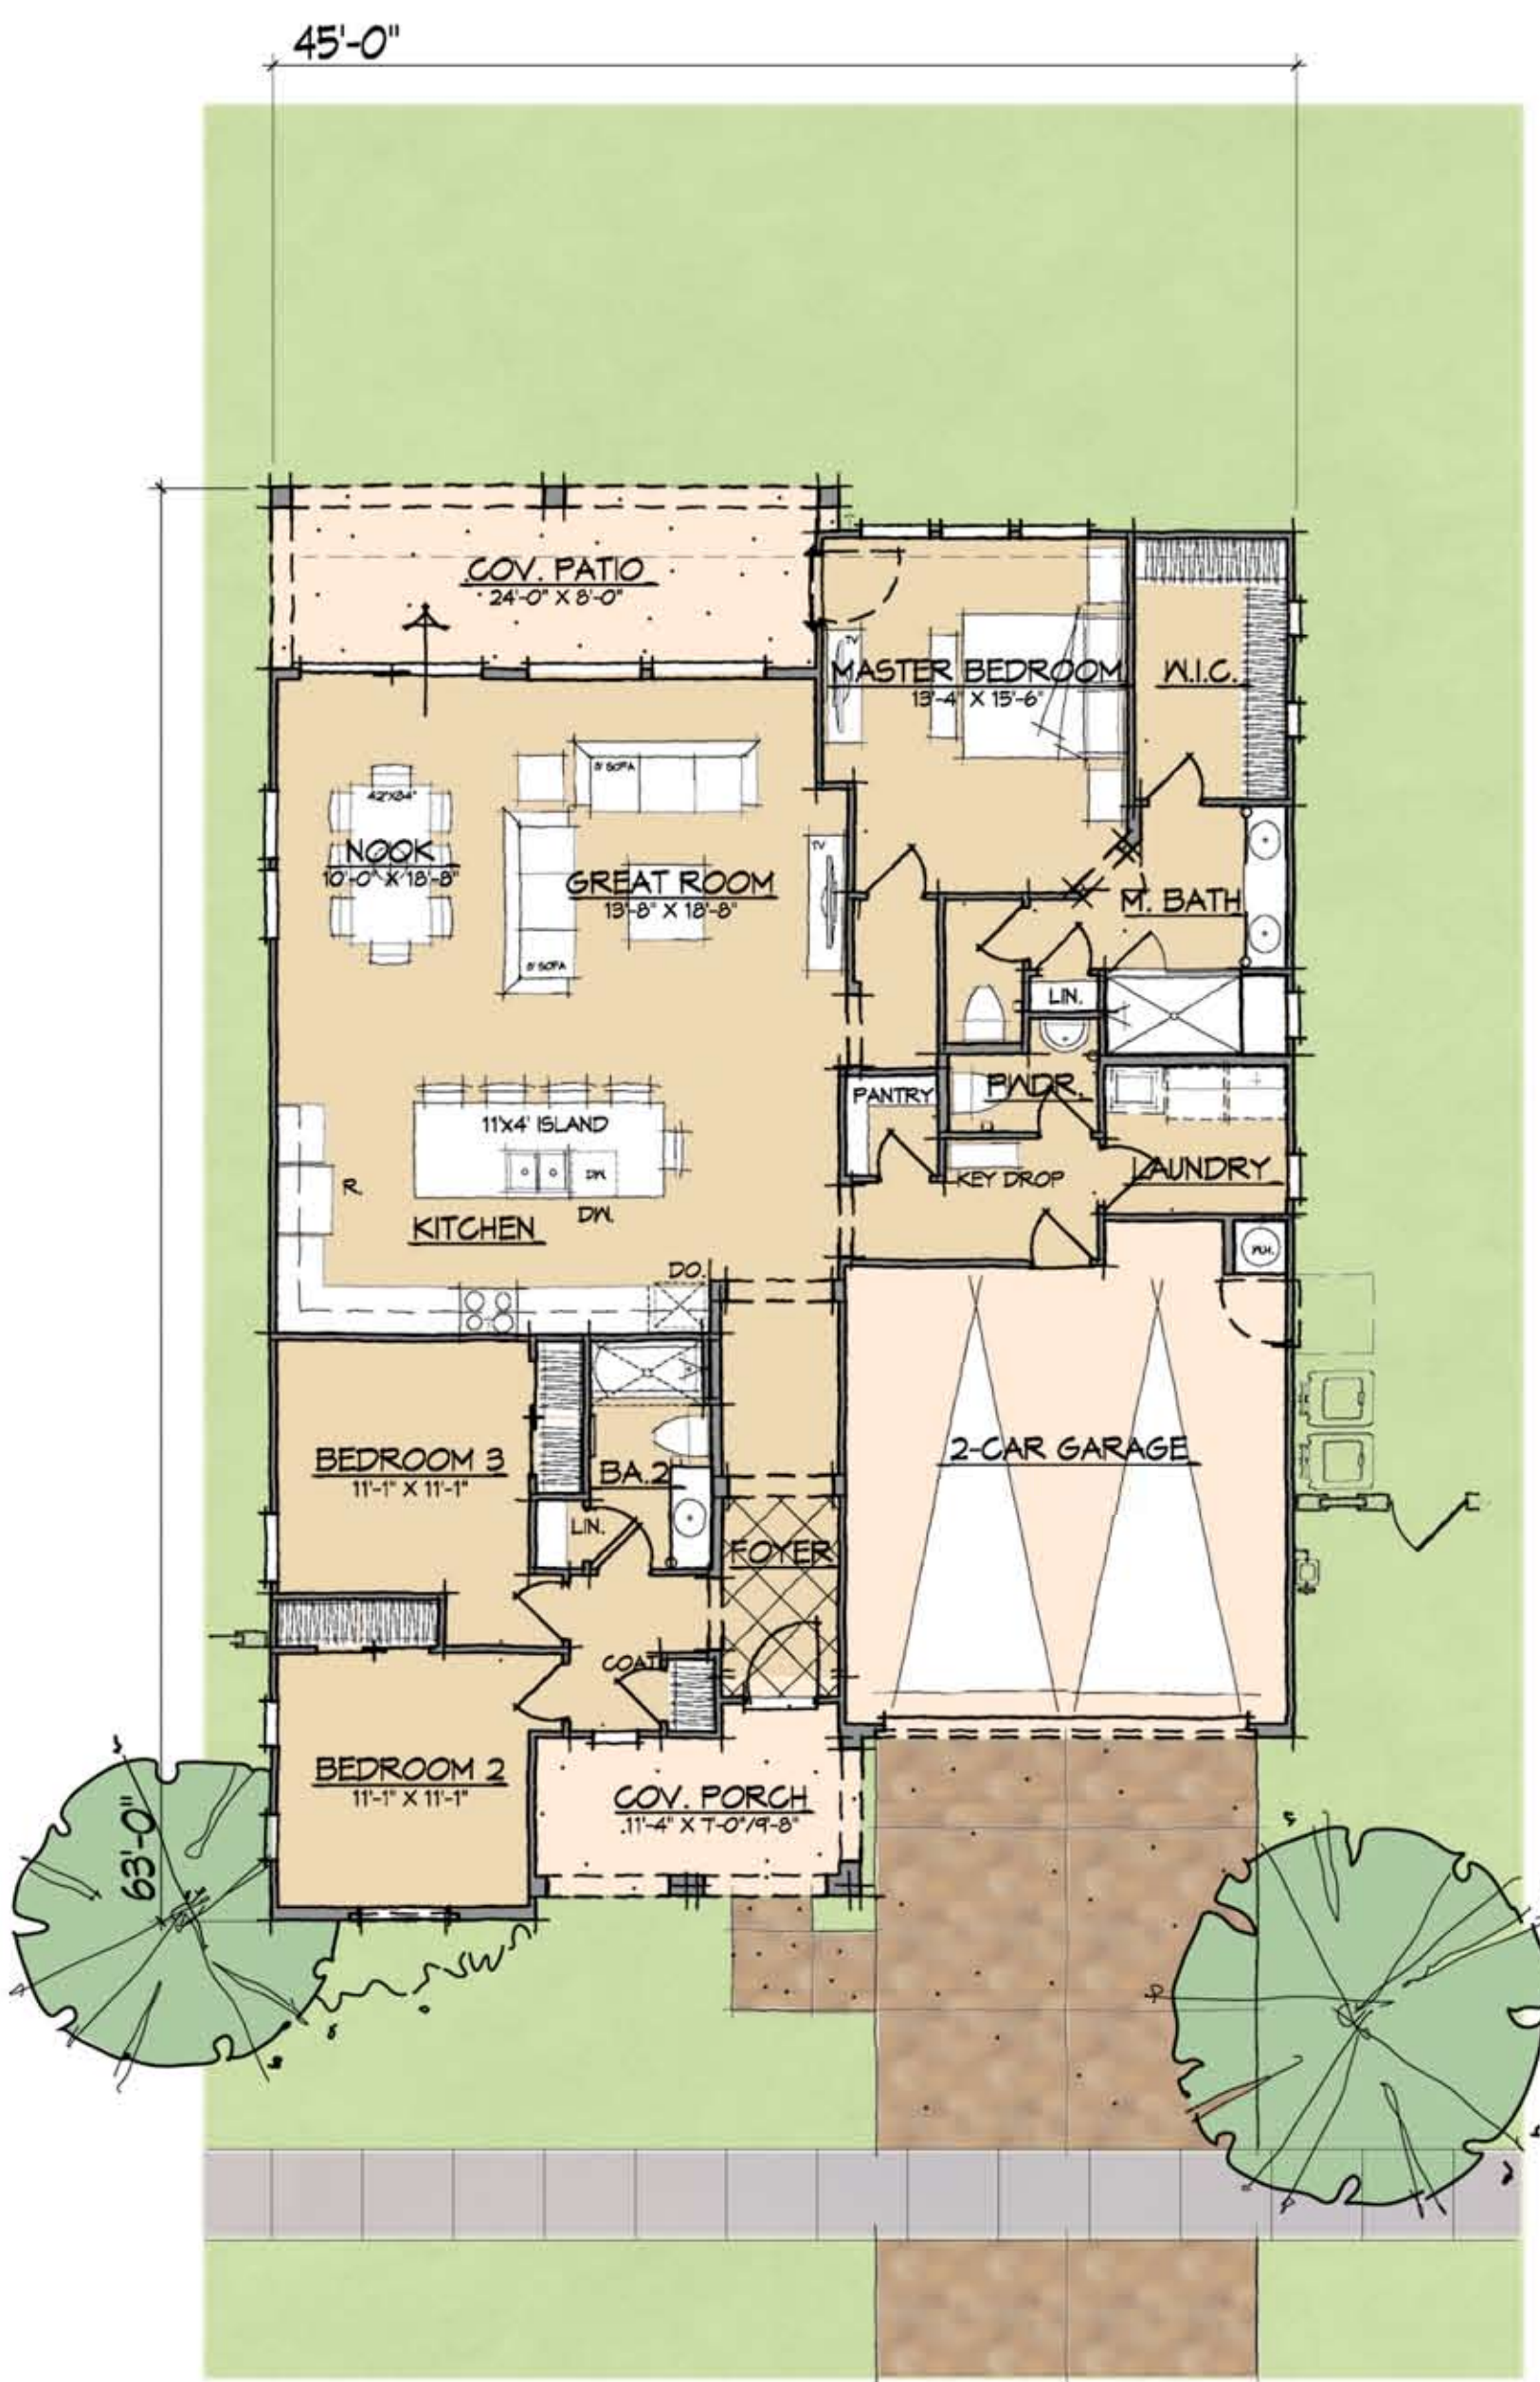 45'-0"
COV. PATIO
24'-0" X 8'-0"
TV
MASTER BEDROOM
13'-4" X 15'-6"
W.I.C.
8' SOFA
42"X84"
NOOK
10'-0" X 18'-8"
GREAT ROOM
13'-8" X 18'-8"
TV
M. BATH
8' SOFA
LIN.
PANTRY
PWDR.
11'X4' ISLAND
LAUNDRY
KEY DROP
R.
DW
DW.
KITCHEN
W.H.
DO.
BEDROOM 3
11'-1" X 11'-1"
BA. 2
2-CAR GARAGE
LIN.
FOYER
COAT
BEDROOM 2
11'-1" X 11'-1"
COV. PORCH
11'-4" X 7'-0"/9'-8"
63'-0"